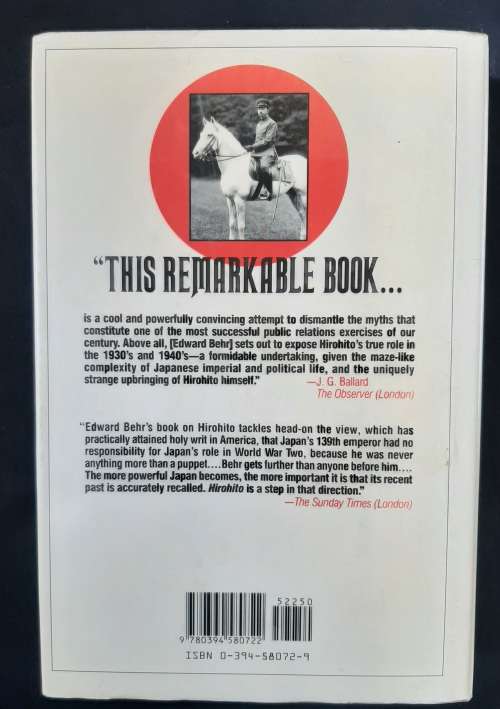 "THIS REMARKABLE BOOK...
is a cool and powerfully convincing attempt to dismantle the myths that
constitute one of the most successful public relations exercises of our
century. Above all, [Edward Behr] sets out to expose Hirohito's true role in
the 1930's and 1940's—a formidable undertaking, given the maze-like
complexity of Japanese imperial and political life, and the uniquely
strange upbringing of Hirohito himself."
—J. G. Ballard
The Observer (London)
"Edward Behr's book on Hirohito tackles head-on the view, which has
practically attained holy writ in America, that Japan's 139th emperor had no
responsibility for Japan's role in World War Two, because he was never
anything more than a puppet....Behr gets further than anyone before him....
The more powerful Japan becomes, the more important it is that its recent
past is accurately recalled. Hirohito is a step in that direction."
—The Sunday Times (London)
52250
9 780394 580722
ISBN 0-394-58072-9